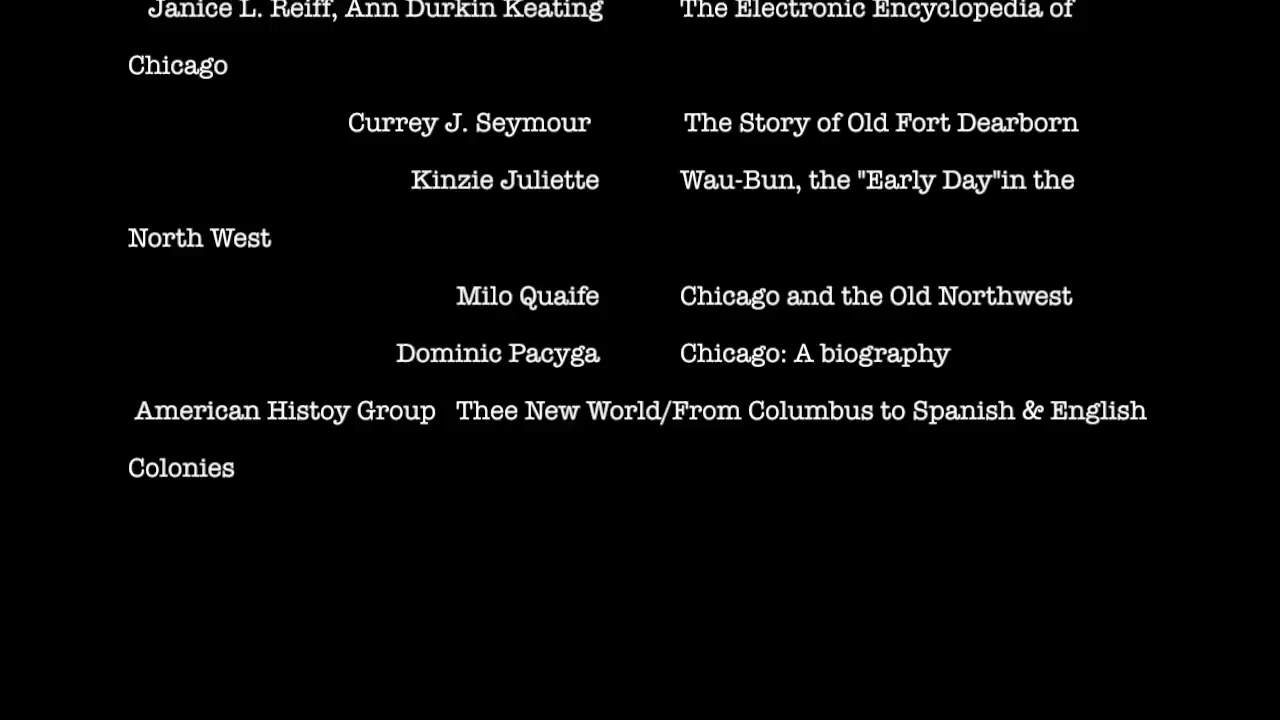 Janice L. Reiff, Ann Durkin Keating The Electronic Encyclopedia of
Chicago
Currey J. Seymour The Story of Old Fort Dearborn
Kinzie Juliette Wau-Bun, the "Early Day"in the
North West
Milo Quaife Chicago and the Old Northwest
Dominic Pacyga Chicago: A biography
American Histoy Group Thee New World/From Columbus to Spanish & English
Colonies